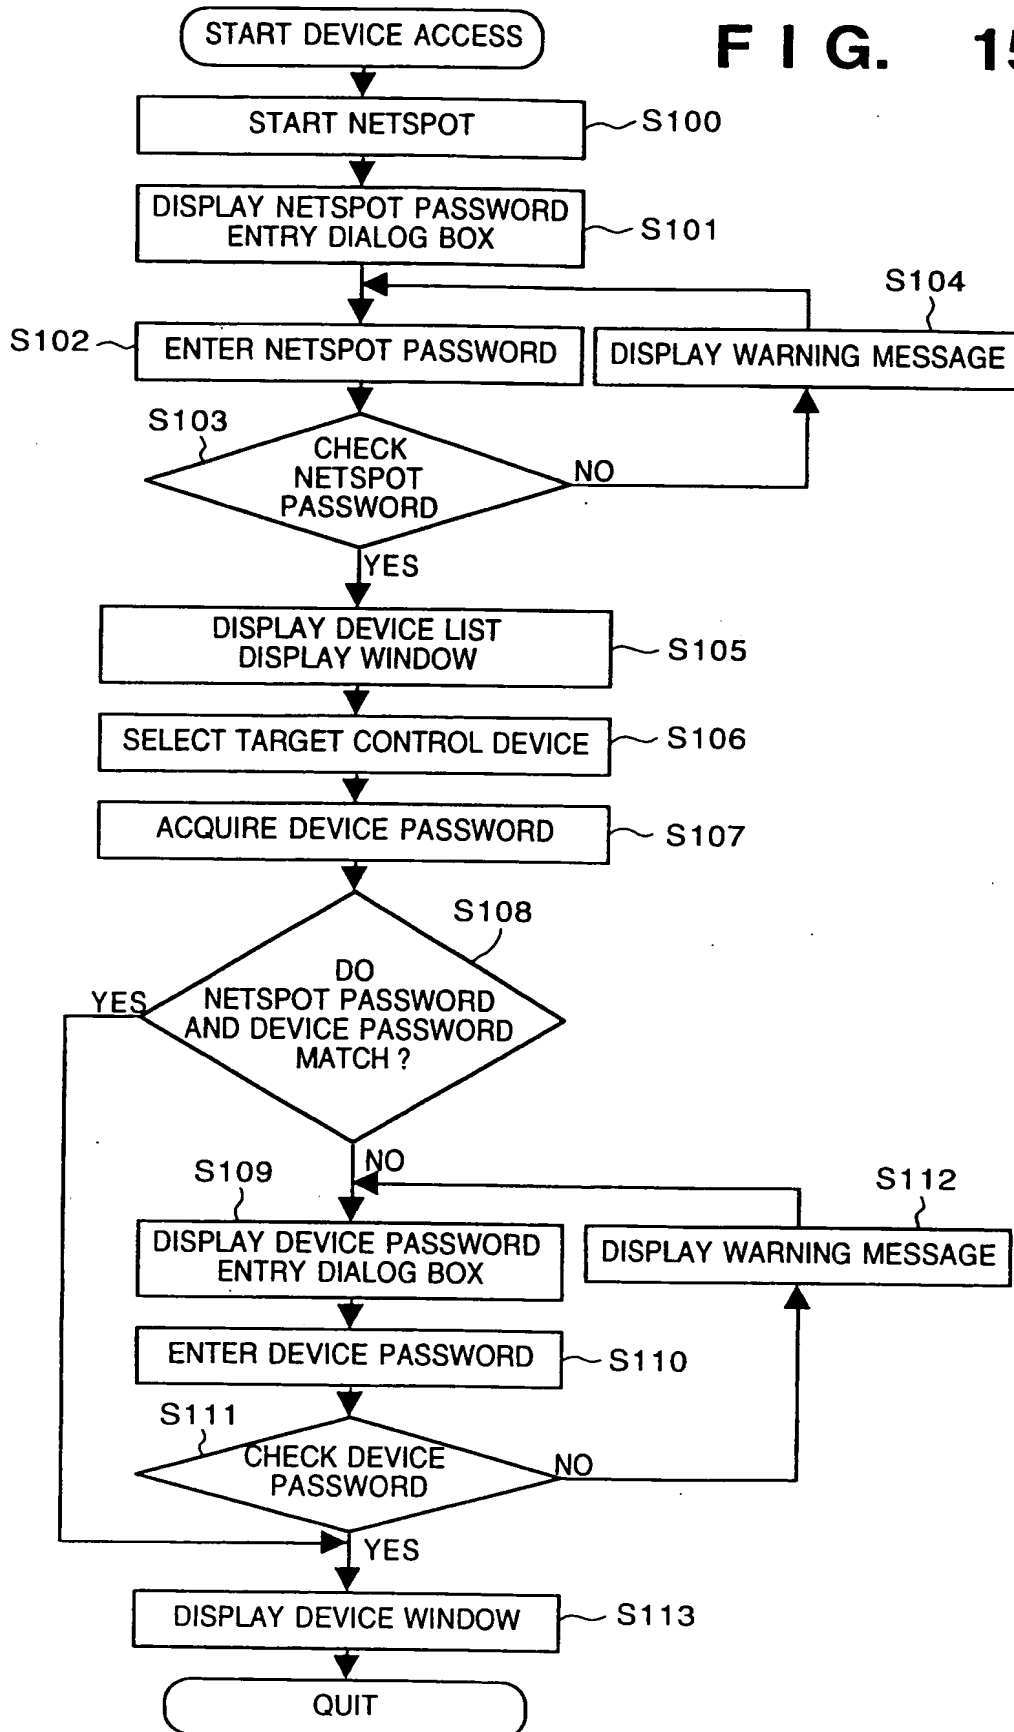 START DEVICE ACCESS
FIG. 15
START NETSPOT
S100
DISPLAY NETSPOT PASSWORD
ENTRY DIALOG BOX
S101
S104
S102
ENTER NETSPOT PASSWORD
DISPLAY WARNING MESSAGE
S103
CHECK
NETSPOT
PASSWORD
NO
YES
DISPLAY DEVICE LIST
DISPLAY WINDOW
S105
SELECT TARGET CONTROL DEVICE
S106
ACQUIRE DEVICE PASSWORD
S107
S108
DO
NETSPOT PASSWORD
AND DEVICE PASSWORD
MATCH ?
YES
NO
S109
S112
DISPLAY DEVICE PASSWORD
ENTRY DIALOG BOX
DISPLAY WARNING MESSAGE
ENTER DEVICE PASSWORD
S110
S111
CHECK DEVICE
PASSWORD
NO
YES
DISPLAY DEVICE WINDOW
S113
QUIT